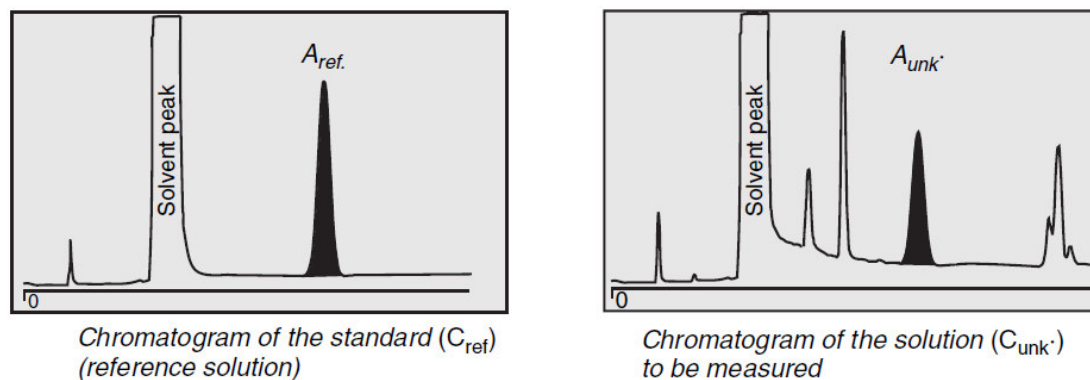 A_ref.
Solvent peak
0
Chromatogram of the standard (C_ref)
(reference solution)
A_unk·
Solvent peak
0
Chromatogram of the solution (C_unk·)
to be measured